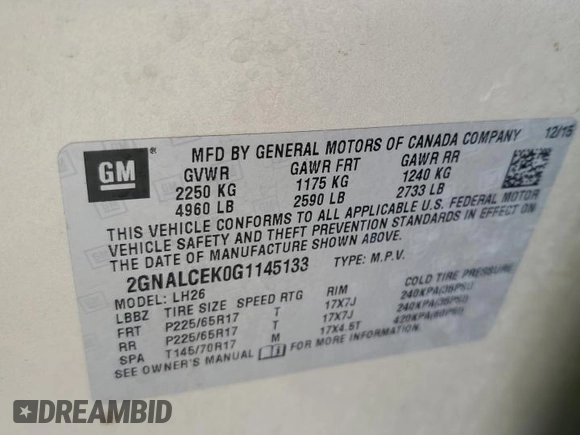 GM ®
MFD BY GENERAL MOTORS OF CANADA COMPANY 12/15
GVWR GAWR FRT GAWR RR
2250 KG 1175 KG 1240 KG
4960 LB 2590 LB 2733 LB
THIS VEHICLE CONFORMS TO ALL APPLICABLE U.S. FEDERAL MOTOR
VEHICLE SAFETY AND THEFT PREVENTION STANDARDS IN EFFECT ON
THE DATE OF MANUFACTURE SHOWN ABOVE.
2GNALCEK0G1145133 TYPE: M.P.V.
MODEL: LH26
LBBZ TIRE SIZE SPEED RTG RIM COLD TIRE PRESSURE
FRT P225/65R17 T 17X7J 240KPA(35PSI)
RR P225/65R17 T 17X7J 240KPA(35PSI)
SPA T145/70R17 M 17X4.5T 420KPA(60PSI)
SEE OWNER'S MANUAL FOR MORE INFORMATION
DREAMBID